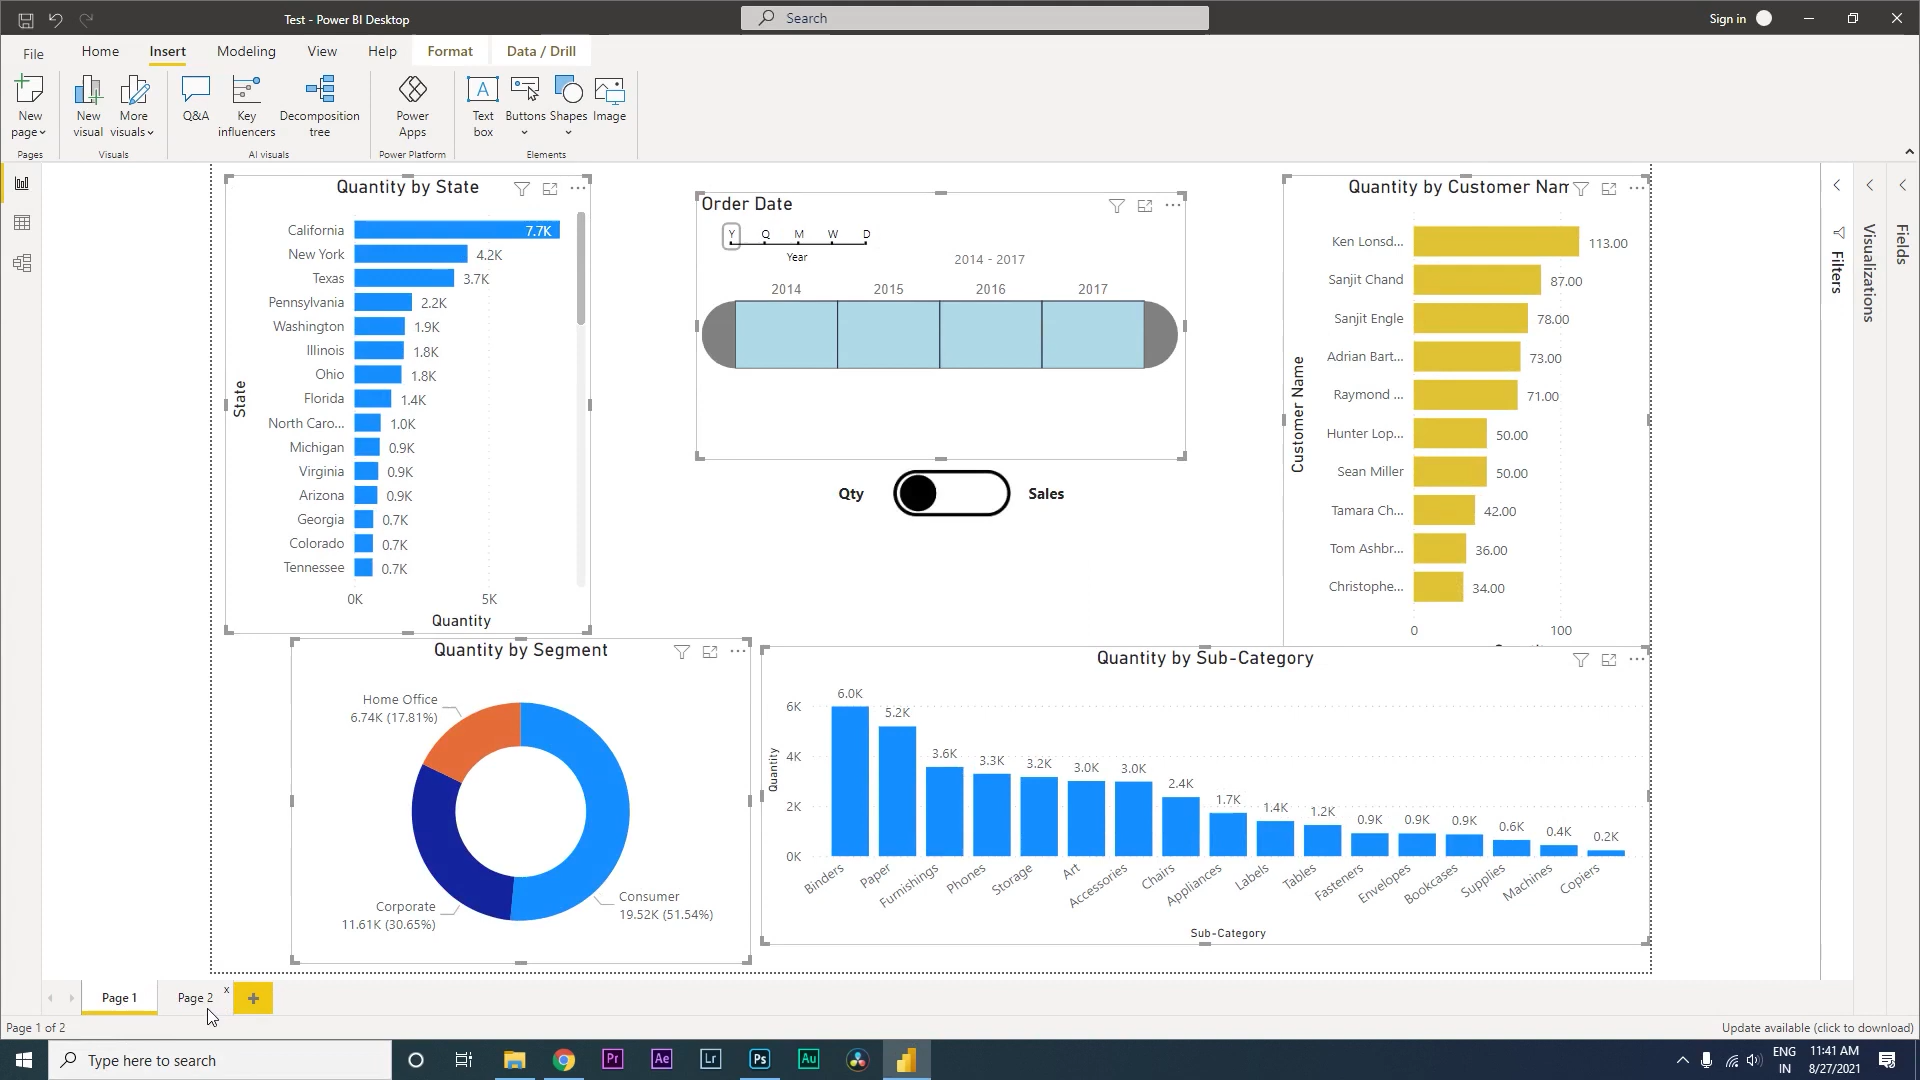 Test - Power BI Desktop
Search
Sign in
File
Home
Insert
Modeling
View
Help
Format
Data / Drill
New page
New visual
More visuals
Q&A
Key influencers
Decomposition tree
Power Apps
Text box
Buttons
Shapes
Image
Pages
Visuals
AI visuals
Power Platform
Elements
Quantity by State
California 7.7K
New York 4.2K
Texas 3.7K
Pennsylvania 2.2K
Washington 1.9K
Illinois 1.8K
Ohio 1.8K
Florida 1.4K
North Caro... 1.0K
Michigan 0.9K
Virginia 0.9K
Arizona 0.9K
Georgia 0.7K
Colorado 0.7K
Tennessee 0.7K
State
0K 5K
Quantity
Order Date
Y Q M W D
Year
2014 - 2017
2014 2015 2016 2017
Qty
Sales
Quantity by Customer Nam
Ken Lonsd... 113.00
Sanjit Chand 87.00
Sanjit Engle 78.00
Adrian Bart... 73.00
Raymond ... 71.00
Hunter Lop... 50.00
Sean Miller 50.00
Tamara Ch... 42.00
Tom Ashbr... 36.00
Christophe... 34.00
Customer Name
0 100
Filters
Visualizations
Fields
Quantity by Segment
Home Office
6.74K (17.81%)
Corporate
11.61K (30.65%)
Consumer
19.52K (51.54%)
Quantity by Sub-Category
Quantity
6K
4K
2K
0K
6.0K 5.2K 3.6K 3.3K 3.2K 3.0K 3.0K 2.4K 1.7K 1.4K 1.2K 0.9K 0.9K 0.9K 0.6K 0.4K 0.2K
Binders Paper Furnishings Phones Storage Art Accessories Chairs Appliances Labels Tables Fasteners Envelopes Bookcases Supplies Machines Copiers
Sub-Category
Page 1
Page 2
x
+
Page 1 of 2
Update available (click to download)
Type here to search
Pr
Ae
Lr
Ps
Au
ENG
IN
11:41 AM
8/27/2021